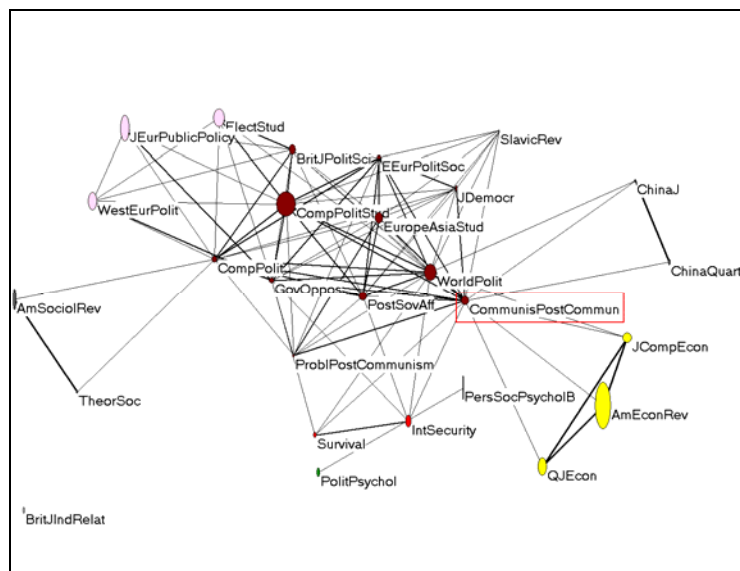 ElectStud
JEurPublicPolicy
SlavicRev
BritJPolitSci
EEurPolitSoc
ChinaJ
JDemocr
WestEurPolit
CompPolitStud
EuropeAsiaStud
CompPolit
ChinaQuart
WorldPolit
GovOppos
PostSovAff
AmSociolRev
CommunisPostCommun
JCompEcon
ProblPostCommunism
PersSocPsycholB
TheorSoc
AmEconRev
IntSecurity
Survival
QJEcon
PolitPsychol
BritJIndRelat